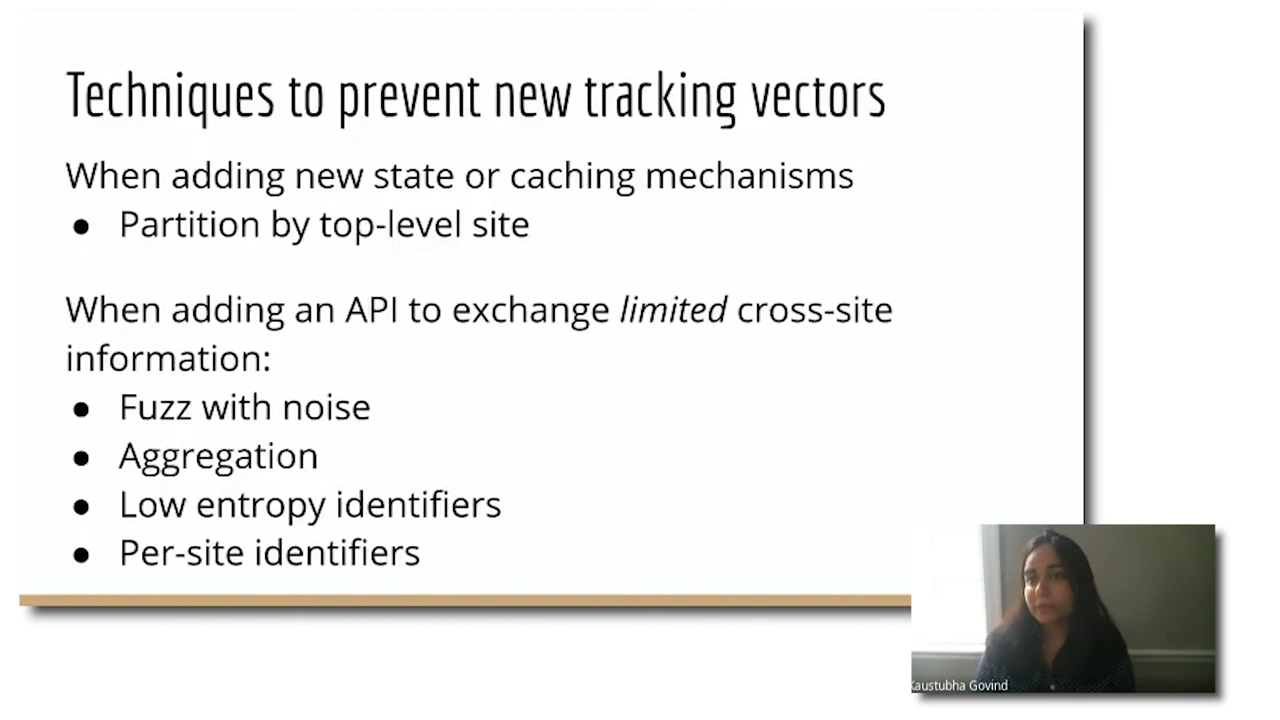 Techniques to prevent new tracking vectors
When adding new state or caching mechanisms
● Partition by top-level site
When adding an API to exchange limited cross-site
information:
● Fuzz with noise
● Aggregation
● Low entropy identifiers
● Per-site identifiers
Kaustubha Govind